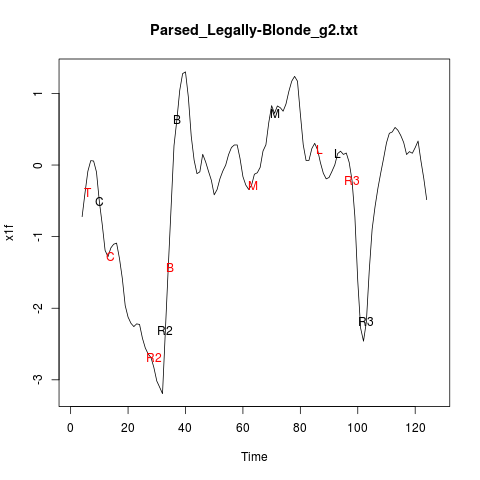 Parsed_Legally-Blonde_g2.txt
1
0
-1
-2
-3
x1f
T
C
C
R2
R2
B
B
M
M
L
L
R3
R3
0
20
40
60
80
100
120
Time